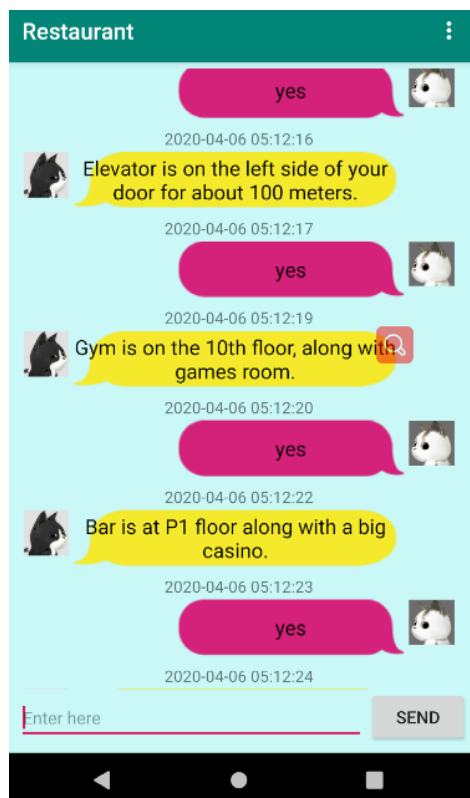 Restaurant
yes
2020-04-06 05:12:16
Elevator is on the left side of your
door for about 100 meters.
2020-04-06 05:12:17
yes
2020-04-06 05:12:19
Gym is on the 10th floor, along with
games room.
2020-04-06 05:12:20
yes
2020-04-06 05:12:22
Bar is at P1 floor along with a big
casino.
2020-04-06 05:12:23
yes
2020-04-06 05:12:24
Enter here
SEND